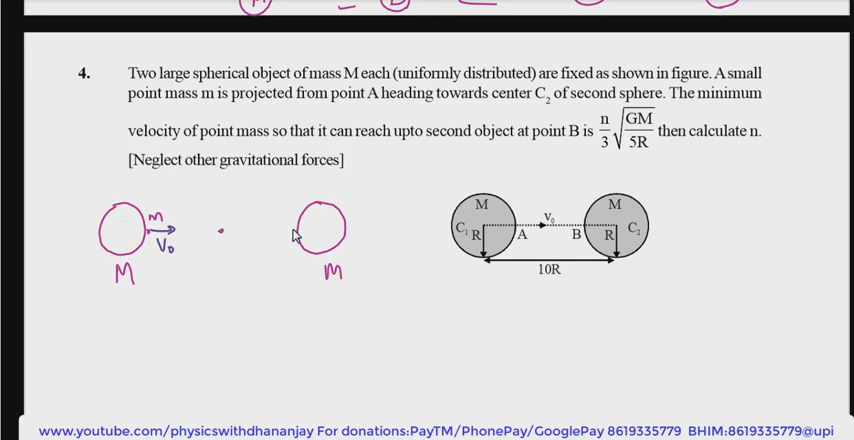 M
D
4. Two large spherical object of mass M each (uniformly distributed) are fixed as shown in figure. A small
point mass m is projected from point A heading towards center C₂ of second sphere. The minimum
velocity of point mass so that it can reach upto second object at point B is n/3 √(GM/5R) then calculate n.
[Neglect other gravitational forces]
m
V₀
M
m
M M
V₀
C₁ R A B R C₂
10R
www.youtube.com/physicswithdhananjay For donations:PayTM/PhonePay/GooglePay 8619335779 BHIM:8619335779@upi